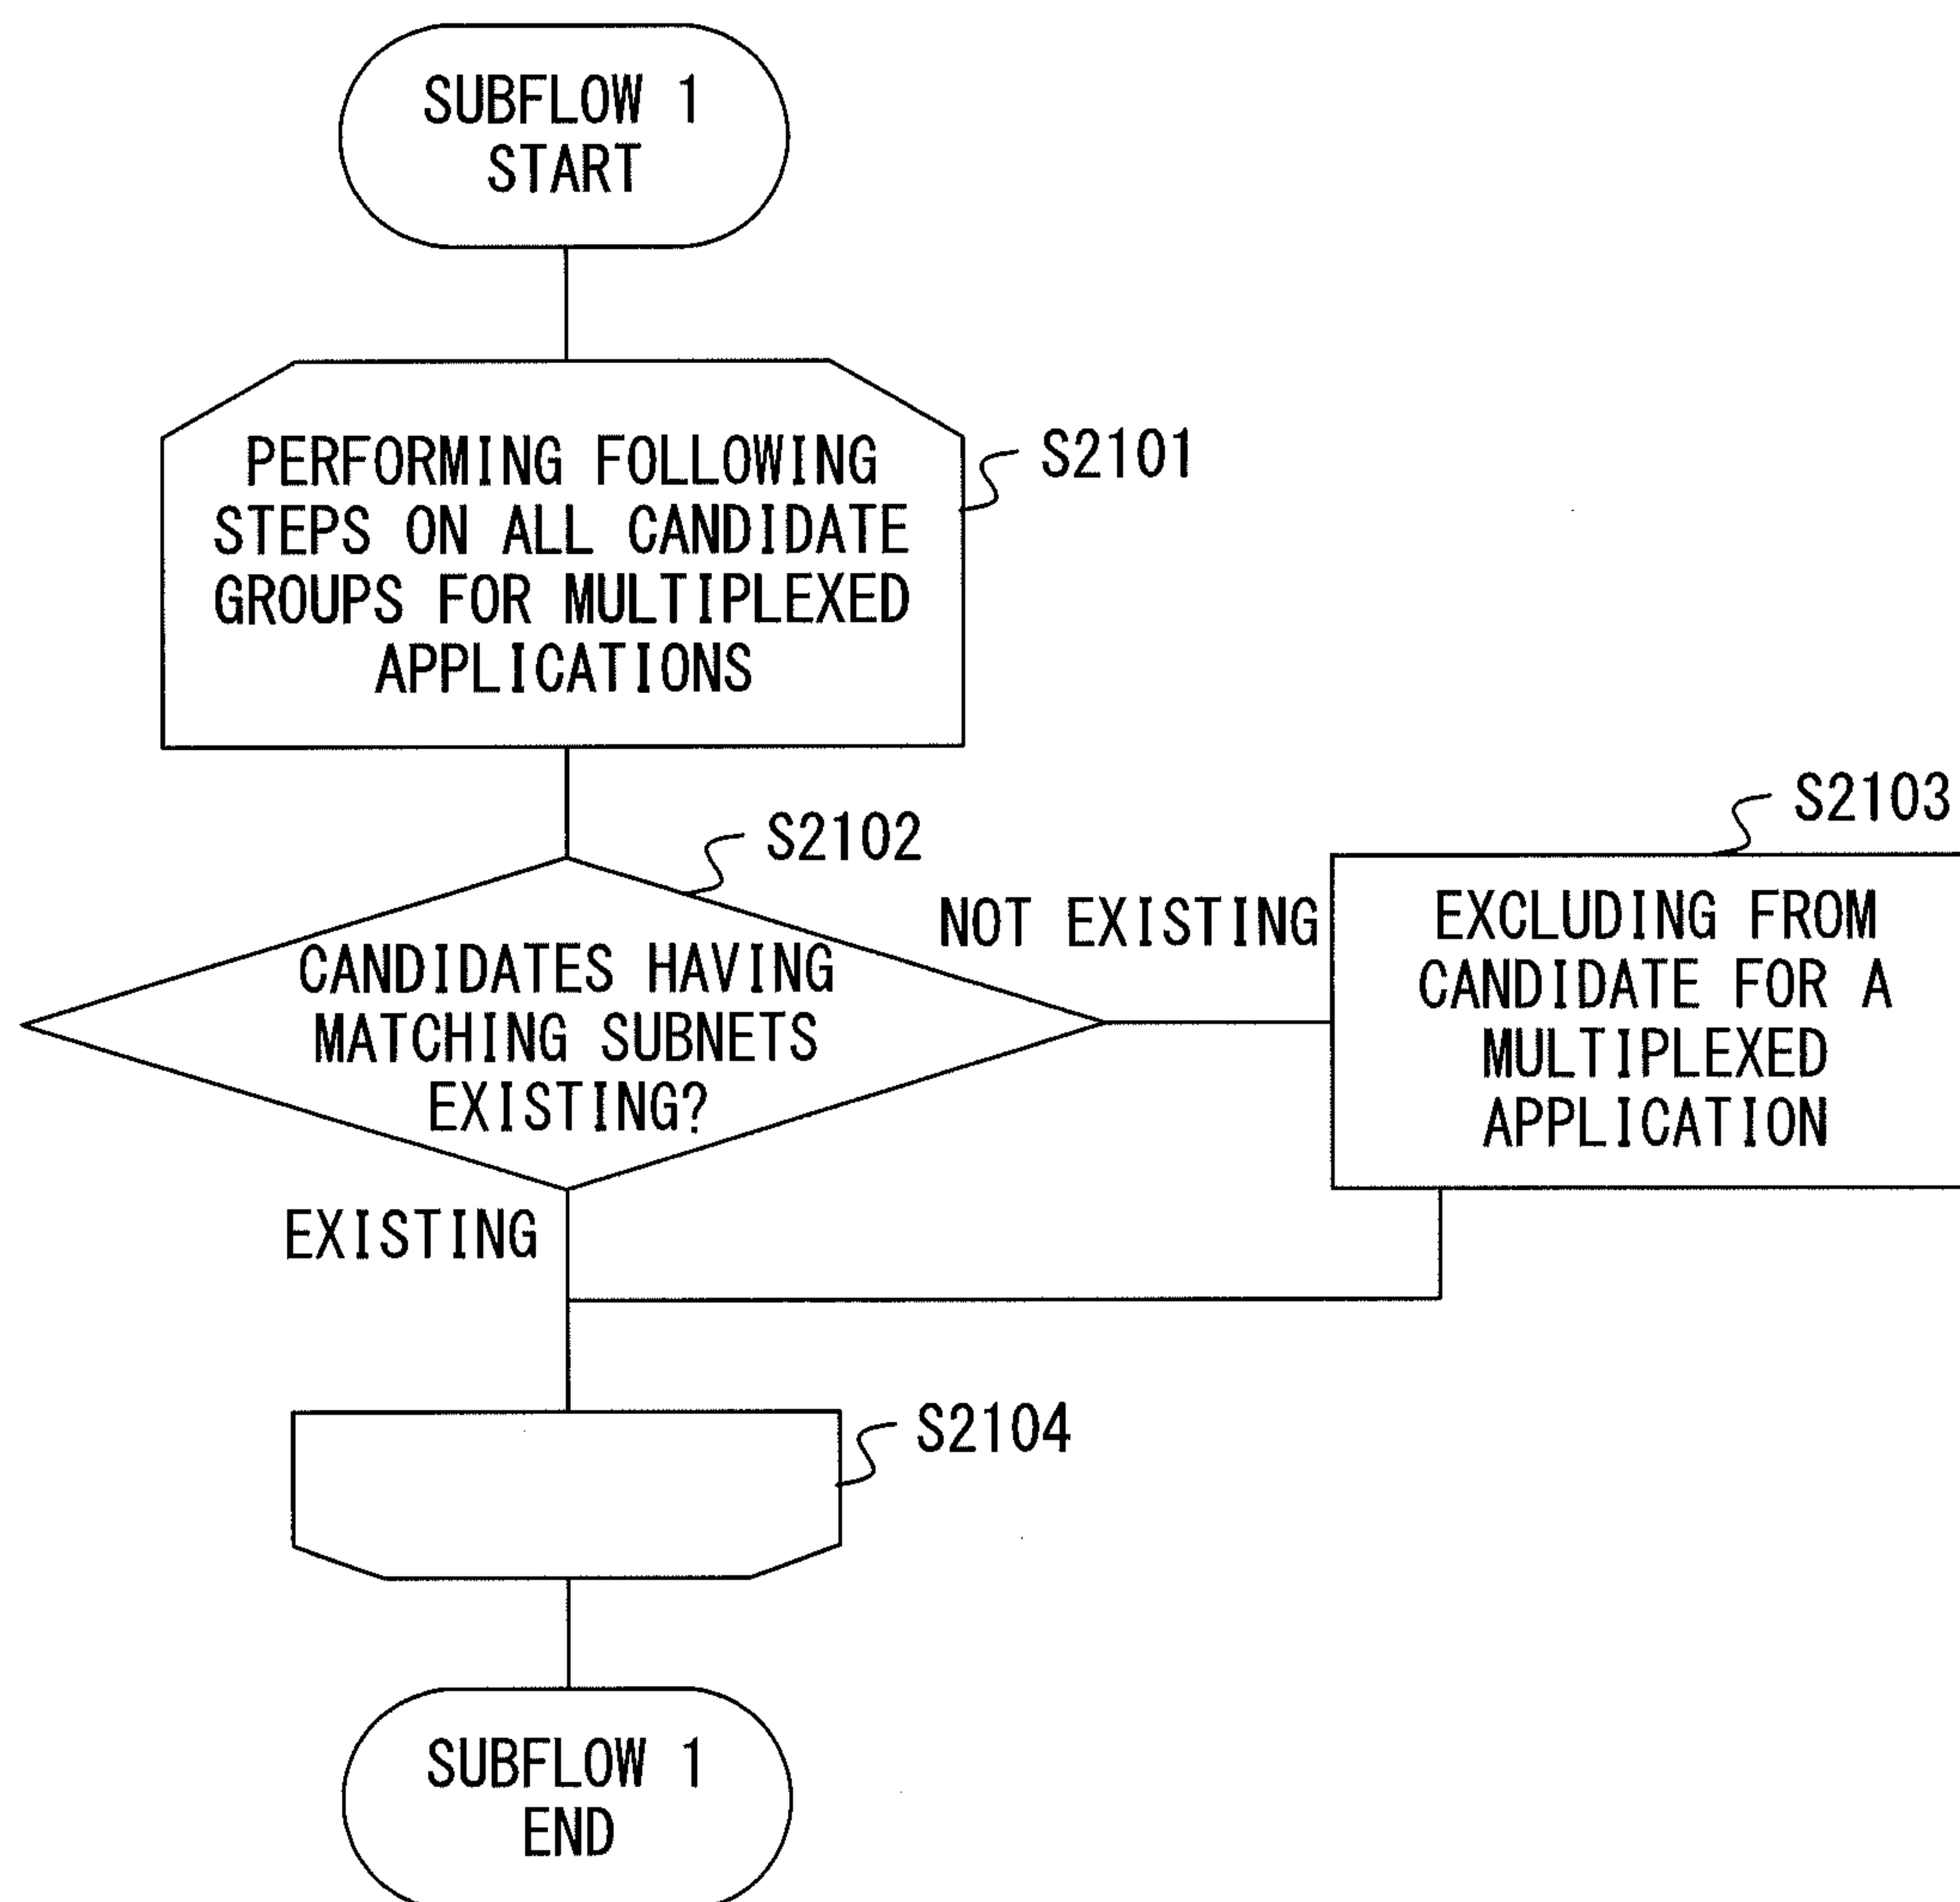 SUBFLOW 1
START
PERFORMING FOLLOWING
STEPS ON ALL CANDIDATE
GROUPS FOR MULTIPLEXED
APPLICATIONS
S2101
S2102
CANDIDATES HAVING
MATCHING SUBNETS
EXISTING?
NOT EXISTING
S2103
EXCLUDING FROM
CANDIDATE FOR A
MULTIPLEXED
APPLICATION
EXISTING
S2104
SUBFLOW 1
END